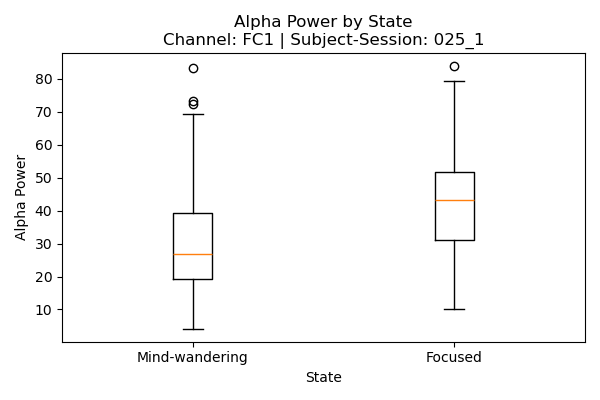 Alpha Power by State
Channel: FC1 | Subject-Session: 025_1
Alpha Power
80
70
60
50
40
30
20
10
Mind-wandering
Focused
State